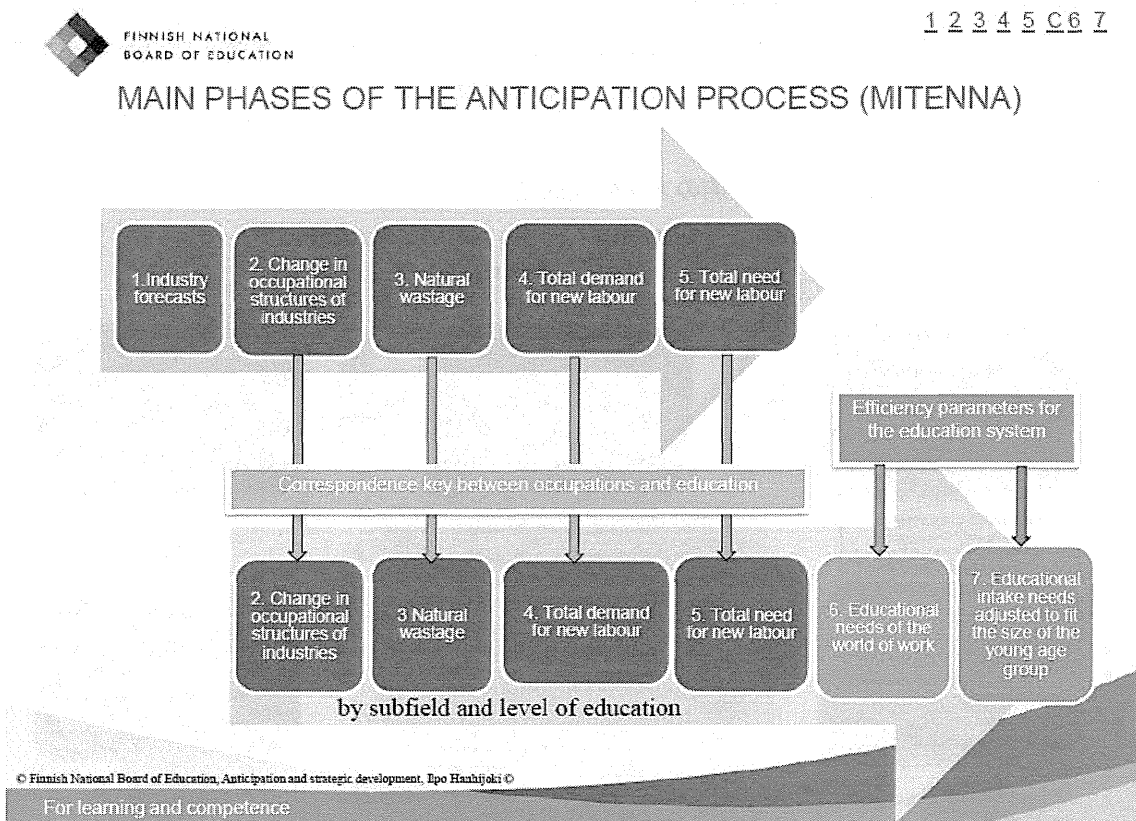 FINNISH NATIONAL
BOARD OF EDUCATION
1 2 3 4 5 C6 7
MAIN PHASES OF THE ANTICIPATION PROCESS (MITENNA)
1.Industry
forecasts
2. Change in
occupational
structures of
industries
3. Natural
wastage
4. Total demand
for new labour
5. Total need
for new labour
Efficiency parameters for
the education system
Correspondence key between occupations and education
2. Change in
occupational
structures of
industries
3 Natural
wastage
4. Total demand
for new labour
5. Total need
for new labour
6. Educational
needs of the
world of work
7. Educational
intake needs
adjusted to fit
the size of the
young age
group
by subfield and level of education
© Finnish National Board of Education, Anticipation and strategic development, Ilpo Hanhijoki ©
For learning and competence